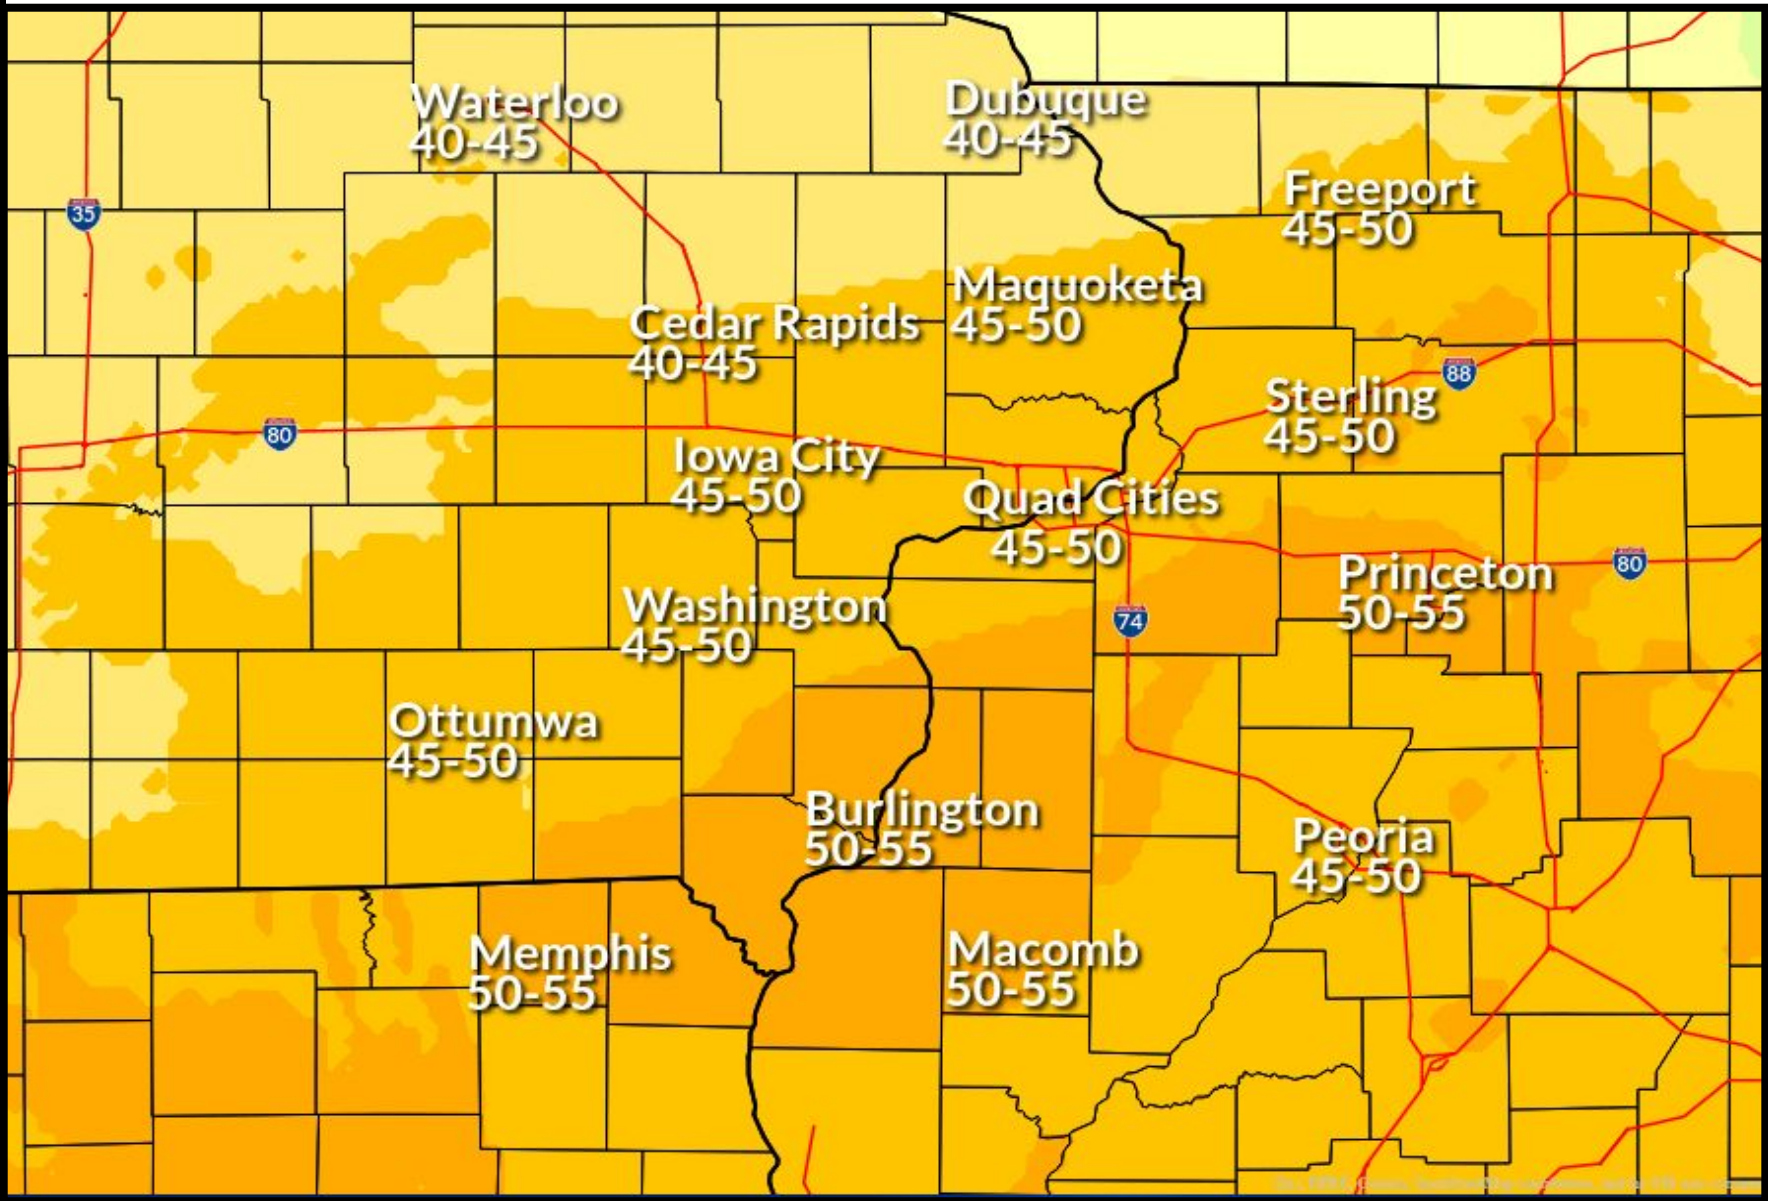 Waterloo
40-45
Dubuque
40-45
35
Freeport
45-50
Maquoketa
45-50
Cedar Rapids
40-45
88
Sterling
45-50
80
Iowa City
45-50
Quad Cities
45-50
80
Princeton
50-55
74
Washington
45-50
Ottumwa
45-50
Burlington
50-55
Peoria
45-50
Memphis
50-55
Macomb
50-55